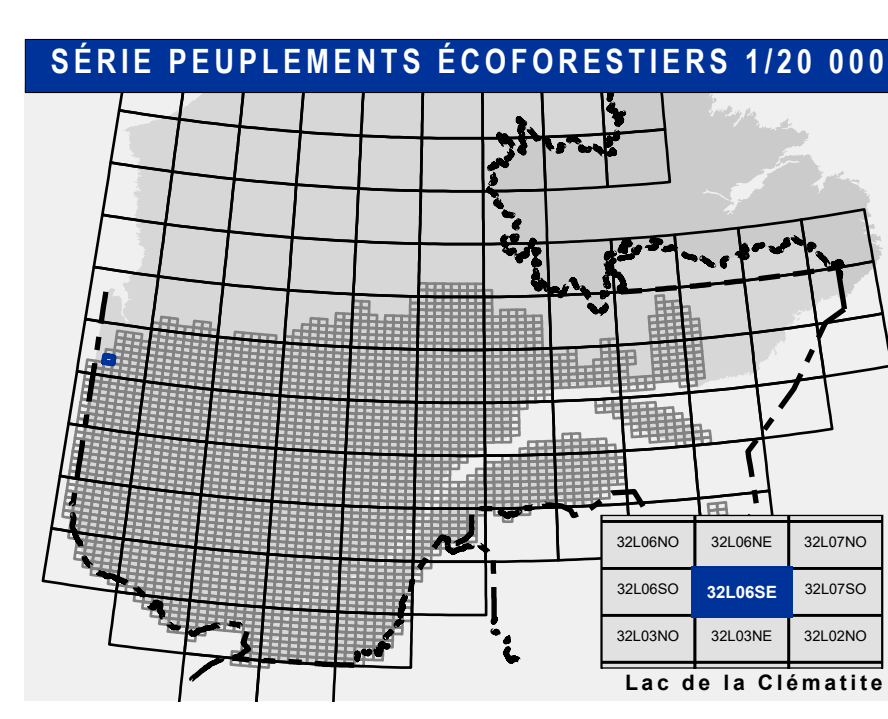 SÉRIE PEUPLEMENTS ÉCOFORESTIERS 1/20 000
32L06NO 32L06NE 32L07NO
32L06SO 32L06SE 32L07SO
32L03NO 32L03NE 32L02NO
Lac de la Clématite